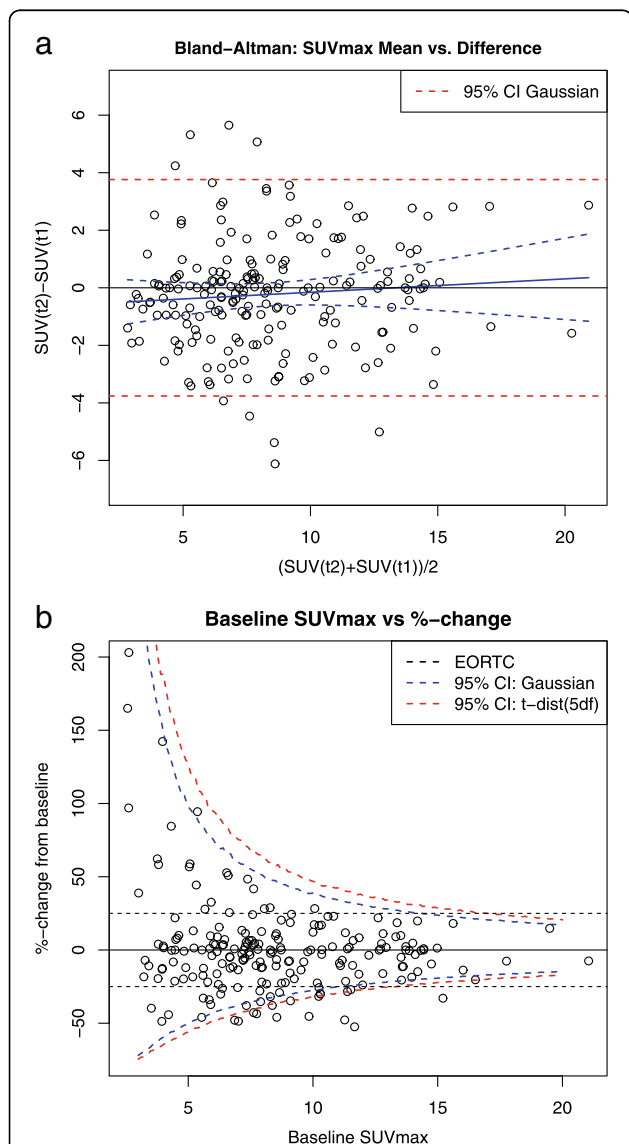 a
Bland−Altman: SUVmax Mean vs. Difference
95% CI Gaussian
6
4
2
0
−2
−4
−6
SUV(t2)−SUV(t1)
5 10 15 20
(SUV(t2)+SUV(t1))/2
b
Baseline SUVmax vs %−change
EORTC
95% CI: Gaussian
95% CI: t−dist(5df)
200
150
100
50
0
−50
%−change from baseline
5 10 15 20
Baseline SUVmax